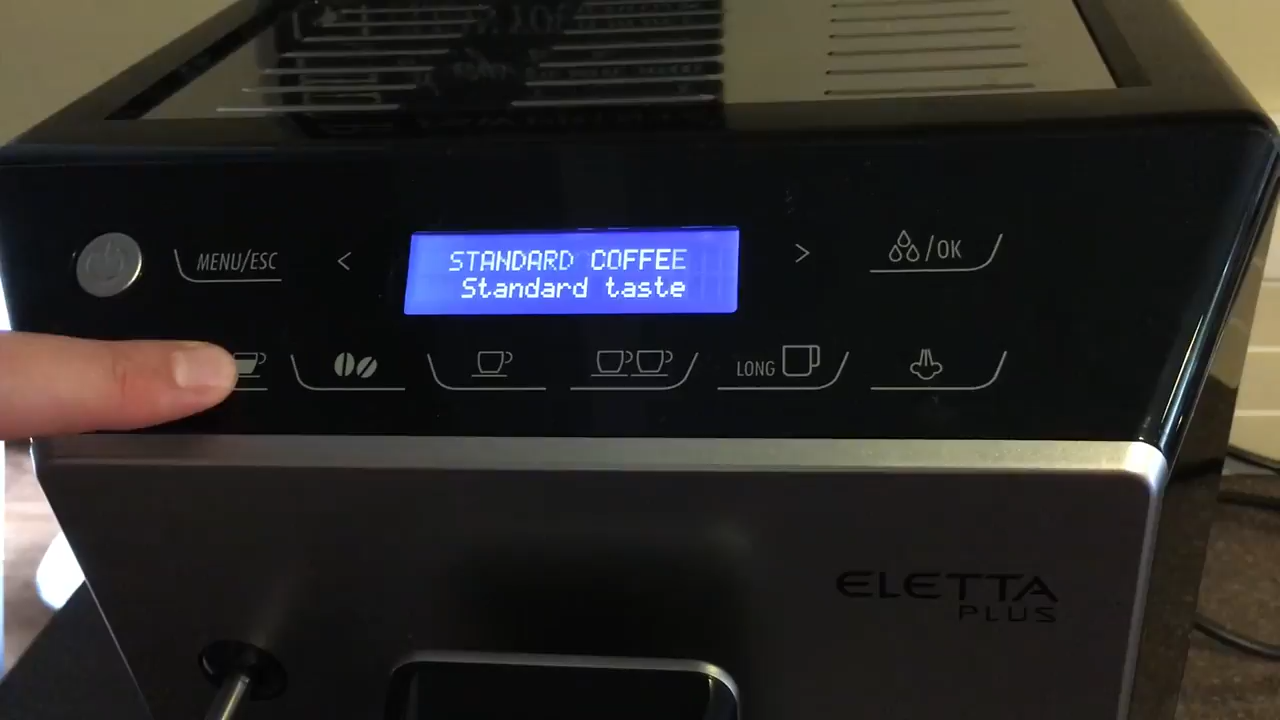 MENU/ESC
<
STANDARD COFFEE
Standard taste
>
/OK
LONG
ELETTA
PLUS